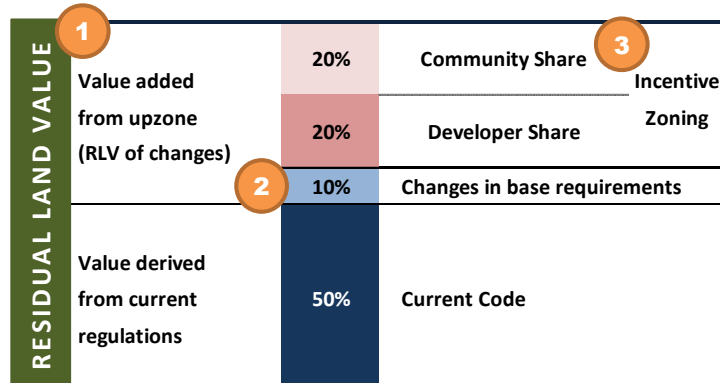 RESIDUAL LAND VALUE
1
Value added
from upzone
(RLV of changes)
20%
Community Share
3
Incentive
Zoning
20%
Developer Share
2
10%
Changes in base requirements
Value derived
from current
regulations
50%
Current Code